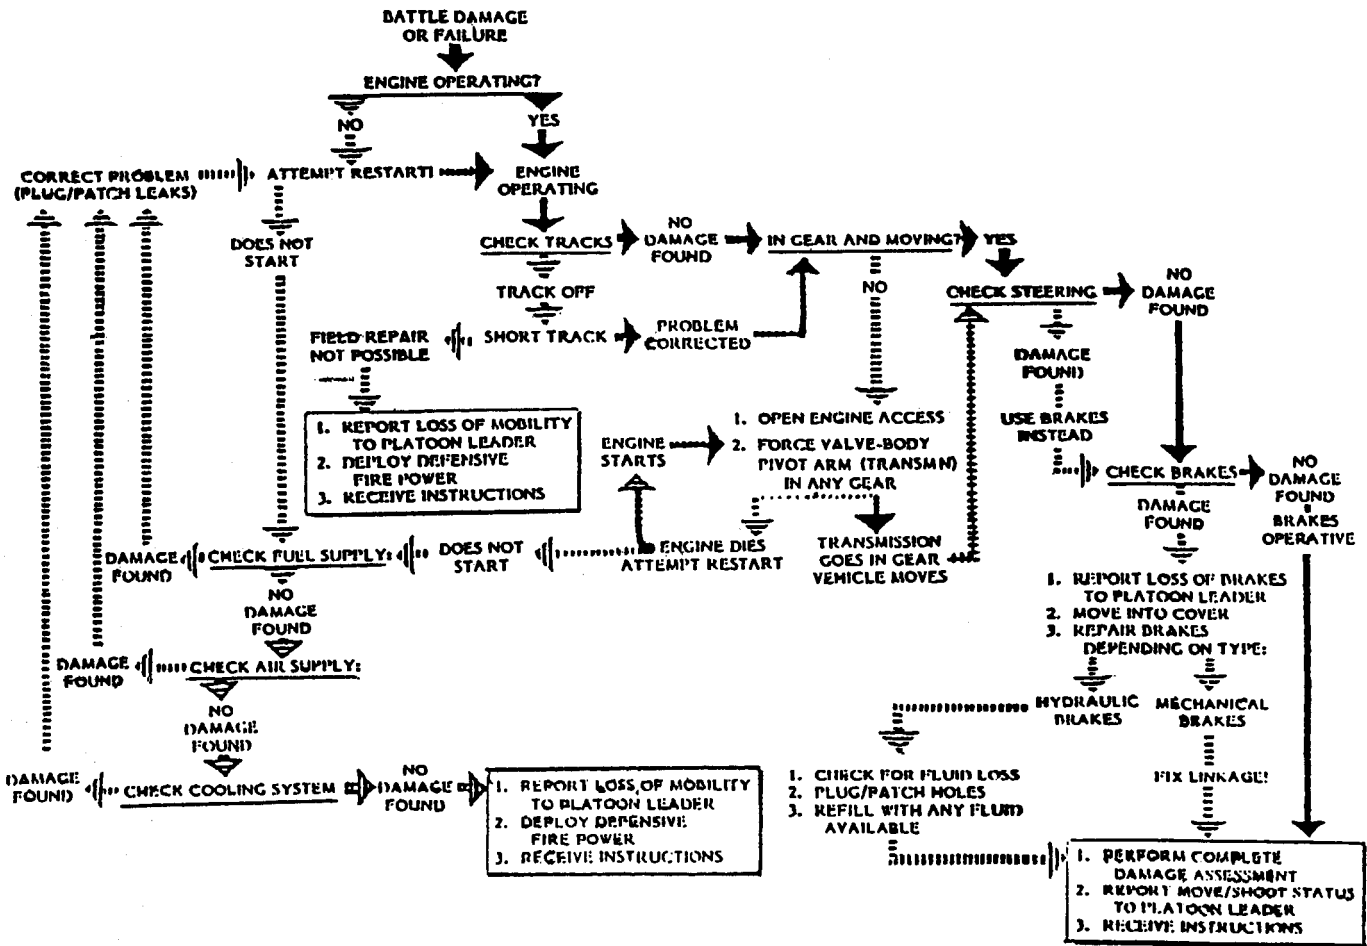 BATTLE DAMAGE
OR FAILURE
ENGINE OPERATING?
NO
YES
CORRECT PROBLEM
(PLUG/PATCH LEAKS)
ATTEMPT RESTART!
ENGINE
OPERATING
DOES NOT
START
CHECK TRACKS
NO
DAMAGE
FOUND
IN GEAR AND MOVING?
YES
TRACK OFF
NO
CHECK STEERING
NO
DAMAGE
FOUND
FIELD REPAIR
NOT POSSIBLE
SHORT TRACK
PROBLEM
CORRECTED
DAMAGE
FOUND
1. REPORT LOSS OF MOBILITY
TO PLATOON LEADER
2. DEPLOY DEFENSIVE
FIRE POWER
3. RECEIVE INSTRUCTIONS
ENGINE
STARTS
1. OPEN ENGINE ACCESS
2. FORCE VALVE-BODY
PIVOT ARM (TRANSMN)
IN ANY GEAR
USE BRAKES
INSTEAD
CHECK BRAKES
NO
DAMAGE
FOUND
BRAKES
OPERATIVE
DAMAGE
FOUND
DAMAGE
FOUND
CHECK FUEL SUPPLY:
DOES NOT
START
ENGINE DIES
ATTEMPT RESTART
TRANSMISSION
GOES IN GEAR
VEHICLE MOVES
NO
DAMAGE
FOUND
1. REPORT LOSS OF BRAKES
TO PLATOON LEADER
2. MOVE INTO COVER
3. REPAIR BRAKES
DEPENDING ON TYPE:
DAMAGE
FOUND
CHECK AIR SUPPLY:
NO
DAMAGE
FOUND
HYDRAULIC
BRAKES
MECHANICAL
BRAKES
DAMAGE
FOUND
CHECK COOLING SYSTEM
NO
DAMAGE
FOUND
1. REPORT LOSS OF MOBILITY
TO PLATOON LEADER
2. DEPLOY DEFENSIVE
FIRE POWER
3. RECEIVE INSTRUCTIONS
1. CHECK FOR FLUID LOSS
2. PLUG/PATCH HOLES
3. REFILL WITH ANY FLUID
AVAILABLE
FIX LINKAGE!
1. PERFORM COMPLETE
DAMAGE ASSESSMENT
2. REPORT MOVE/SHOOT STATUS
TO PLATOON LEADER
3. RECEIVE INSTRUCTIONS